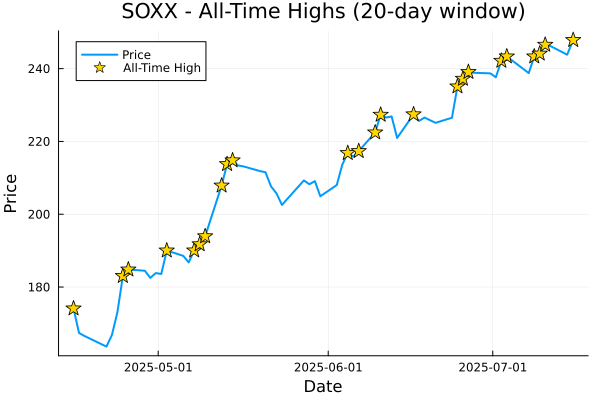 SOXX - All-Time Highs (20-day window)
Price
All-Time High
240
220
200
180
Price
2025-05-01
2025-06-01
2025-07-01
Date